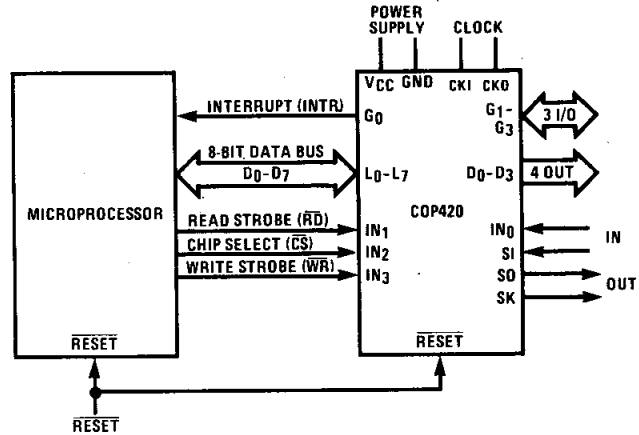 POWER
SUPPLY
CLOCK
VCC GND CKI CKO
INTERRUPT (INTR)
G0
G1-
G3
3 I/O
8-BIT DATA BUS
D0-D7
L0-L7
D0-D3
4 OUT
MICROPROCESSOR
COP420
READ STROBE (RD)
IN1
IN0
IN
CHIP SELECT (CS)
IN2
SI
WRITE STROBE (WR)
IN3
SO
OUT
SK
RESET
RESET
RESET